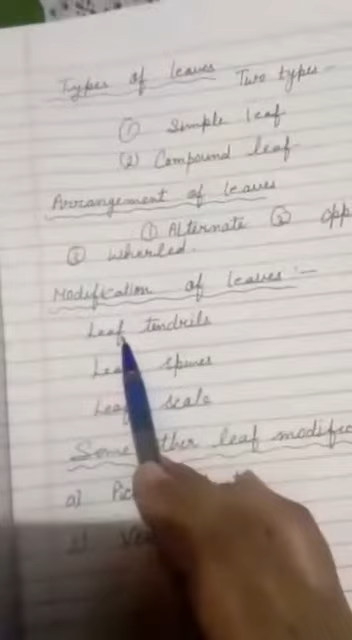 Types of leaves Two types -
① Simple leaf
(2) Compound leaf
Arrangement of leaves
① Alternate ② opp
③ whorled.
Modification of leaves :-
Leaf tendrils
Leaf spines
Leaf scale
Some other leaf modific
a)